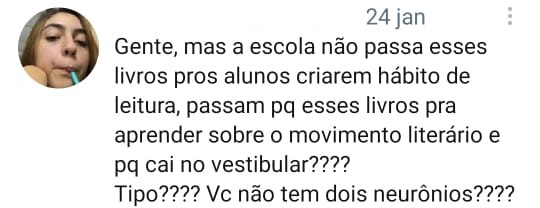 24 jan
Gente, mas a escola não passa esses
livros pros alunos criarem hábito de
leitura, passam pq esses livros pra
aprender sobre o movimento literário e
pq cai no vestibular????
Tipo???? Vc não tem dois neurônios????